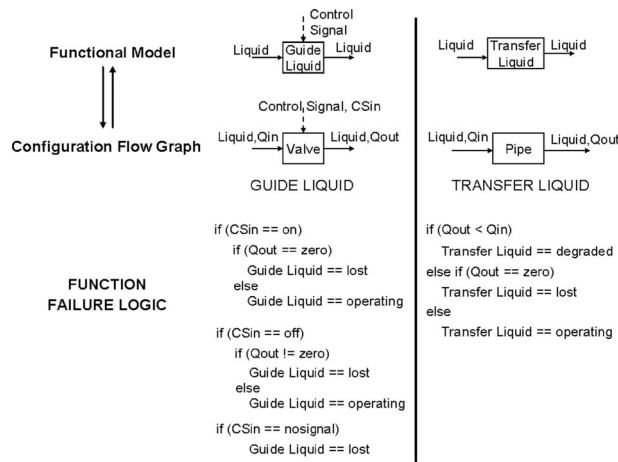 Functional Model
Configuration Flow Graph
FUNCTION
FAILURE LOGIC
Control
Signal
Liquid
Guide
Liquid
Liquid
Control Signal, CSin
Liquid,Qin
Valve
Liquid,Qout
GUIDE LIQUID
if (CSin == on)
if (Qout == zero)
Guide Liquid == lost
else
Guide Liquid == operating
if (CSin == off)
if (Qout != zero)
Guide Liquid == lost
else
Guide Liquid == operating
if (CSin == nosignal)
Guide Liquid == lost
Liquid
Transfer
Liquid
Liquid
Liquid,Qin
Pipe
Liquid,Qout
TRANSFER LIQUID
if (Qout < Qin)
Transfer Liquid == degraded
else if (Qout == zero)
Transfer Liquid == lost
else
Transfer Liquid == operating